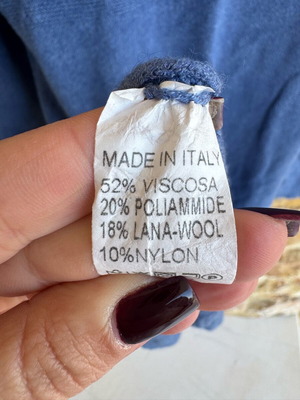 MADE IN ITALY
52% VISCOSA
20% POLIAMMIDE
18% LANA-WOOL
10%NYLON